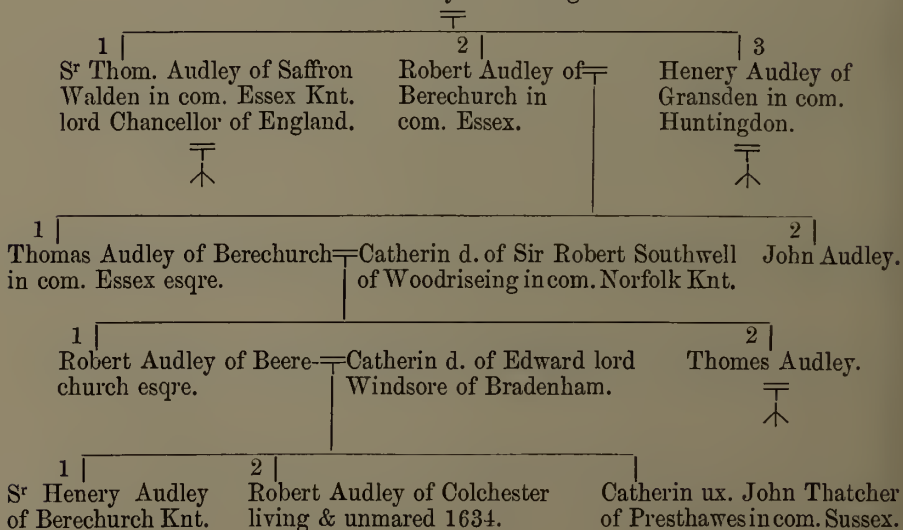 1
Sr Thom. Audley of Saffron
Walden in com. Essex Knt.
lord Chancellor of England.
2
Robert Audley of
Berechurch in
com. Essex.
3
Henery Audley of
Gransden in com.
Huntingdon.
1
Thomas Audley of Berechurch
in com. Essex esqre.
Catherin d. of Sir Robert Southwell
of Woodriseing in com. Norfolk Knt.
2
John Audley.
1
Robert Audley of Beere-
church esqre.
Catherin d. of Edward lord
Windsore of Bradenham.
2
Thomes Audley.
1
Sr Henery Audley
of Berechurch Knt.
2
Robert Audley of Colchester
living & unmared 1634.
Catherin ux. John Thatcher
of Presthawes in com. Sussex.